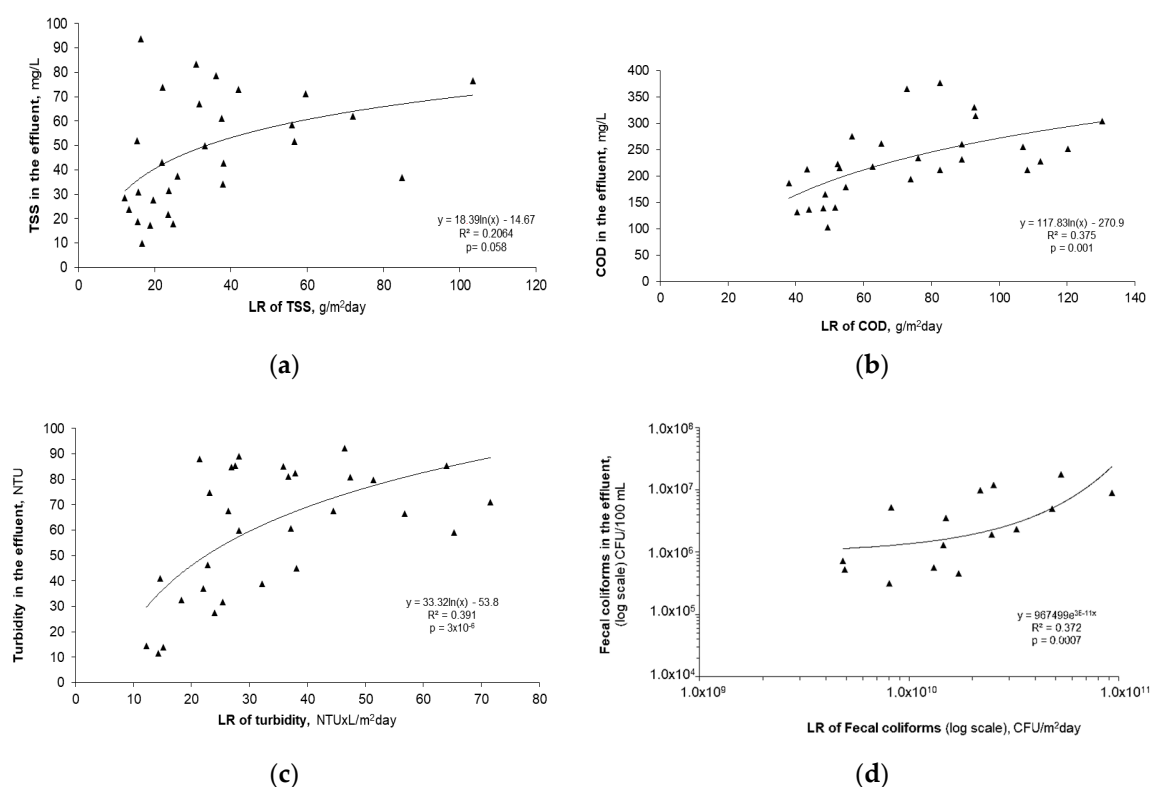 100
90
80
70
60
50
40
30
20
10
0
TSS in the effluent, mg/L
0 20 40 60 80 100 120
LR of TSS, g/m²day
y = 18.39ln(x) - 14.67
R² = 0.2064
p= 0.058
(a)
400
350
300
250
200
150
100
50
0
COD in the effluent, mg/L
0 20 40 60 80 100 120 140
LR of COD, g/m²day
y = 117.83ln(x) - 270.9
R² = 0.375
p = 0.001
(b)
100
90
80
70
60
50
40
30
20
10
0
Turbidity in the effluent, NTU
0 10 20 30 40 50 60 70 80
LR of turbidity, NTUxL/m²day
y = 33.32ln(x) - 53.8
R² = 0.391
p = 3x10⁻⁶
(c)
1.0x10⁸
1.0x10⁷
1.0x10⁶
1.0x10⁵
1.0x10⁴
Fecal coliforms in the effluent,
(log scale) CFU/100 mL
1.0x10⁹ 1.0x10¹⁰ 1.0x10¹¹
LR of Fecal coliforms (log scale), CFU/m²day
y = 967499e³ᴱ⁻¹¹ˣ
R² = 0.372
p = 0.0007
(d)